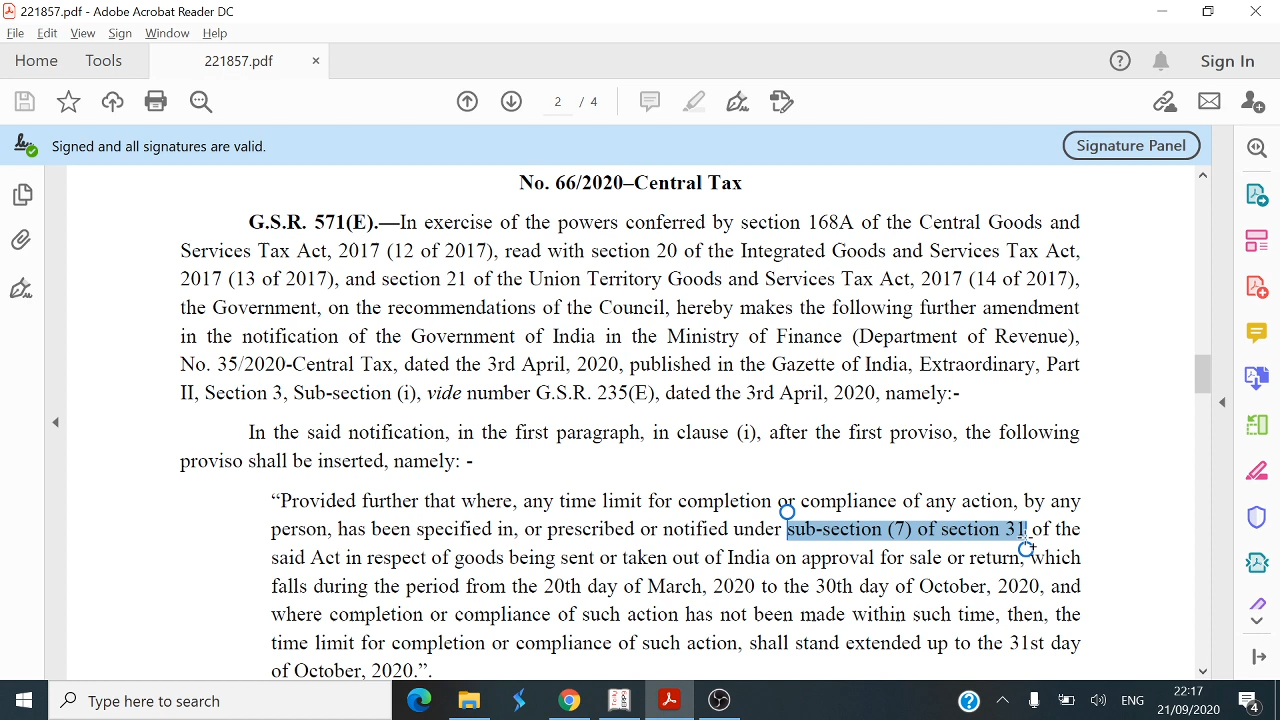 221857.pdf - Adobe Acrobat Reader DC
File Edit View Sign Window Help
Home Tools 221857.pdf × Sign In
2 / 4
Signed and all signatures are valid. Signature Panel
No. 66/2020–Central Tax
G.S.R. 571(E).—In exercise of the powers conferred by section 168A of the Central Goods and
Services Tax Act, 2017 (12 of 2017), read with section 20 of the Integrated Goods and Services Tax Act,
2017 (13 of 2017), and section 21 of the Union Territory Goods and Services Tax Act, 2017 (14 of 2017),
the Government, on the recommendations of the Council, hereby makes the following further amendment
in the notification of the Government of India in the Ministry of Finance (Department of Revenue),
No. 35/2020-Central Tax, dated the 3rd April, 2020, published in the Gazette of India, Extraordinary, Part
II, Section 3, Sub-section (i), vide number G.S.R. 235(E), dated the 3rd April, 2020, namely:-
In the said notification, in the first paragraph, in clause (i), after the first proviso, the following
proviso shall be inserted, namely: -
“Provided further that where, any time limit for completion or compliance of any action, by any
person, has been specified in, or prescribed or notified under sub-section (7) of section 31 of the
said Act in respect of goods being sent or taken out of India on approval for sale or return, which
falls during the period from the 20th day of March, 2020 to the 30th day of October, 2020, and
where completion or compliance of such action has not been made within such time, then, the
time limit for completion or compliance of such action, shall stand extended up to the 31st day
of October, 2020.”.
Type here to search
ENG
22:17
21/09/2020
4